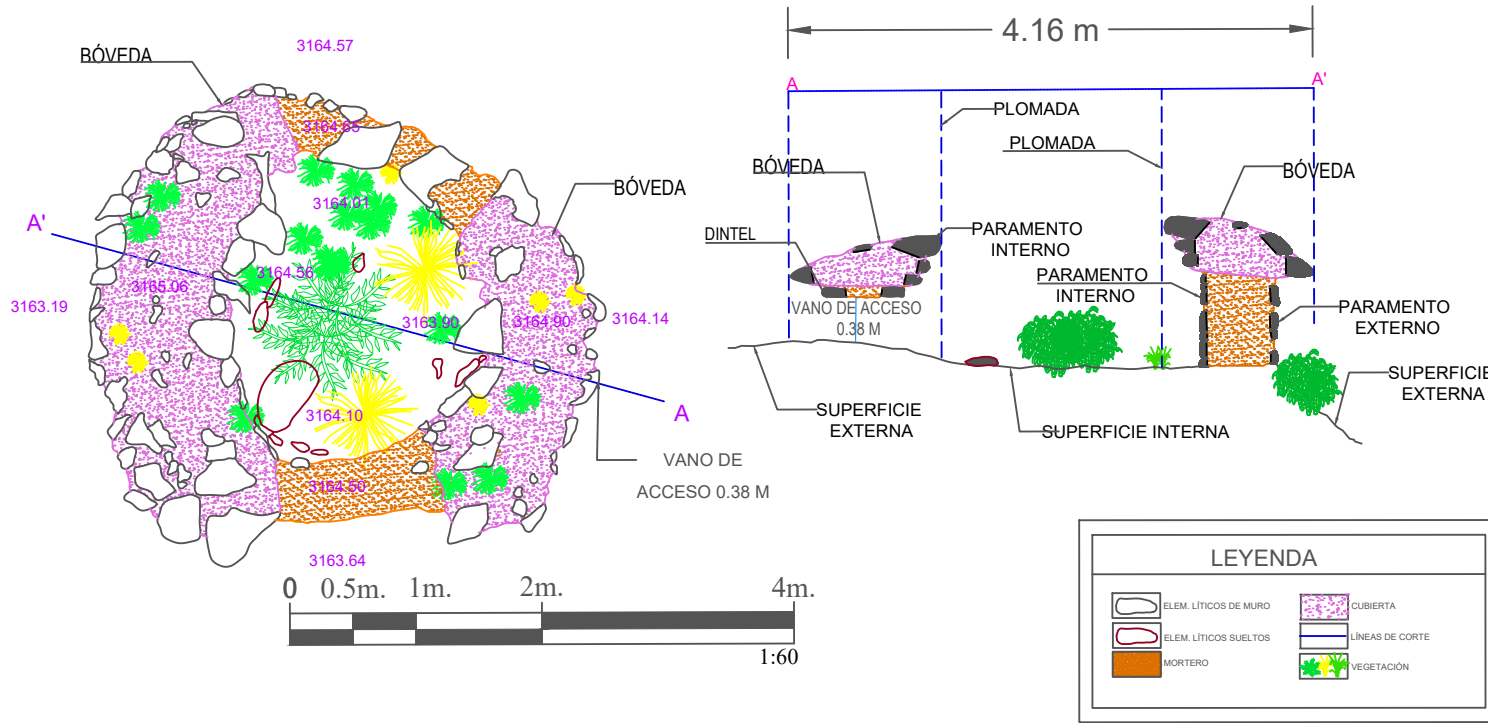 BÓVEDA
3164.57
3164.65
BÓVEDA
3164.01
A'
3164.56
3165.06
3163.19
3163.90
3164.90
3164.14
A
3164.10
VANO DE
ACCESO 0.38 M
3164.50
3163.64
0 0.5m. 1m. 2m. 4m.
1:60
4.16 m
A
A'
PLOMADA
PLOMADA
BÓVEDA
BÓVEDA
DINTEL
PARAMENTO
INTERNO
PARAMENTO
INTERNO
VANO DE ACCESO
0.38 M
PARAMENTO
EXTERNO
SUPERFICIE
EXTERNA
SUPERFICIE INTERNA
SUPERFICIE
EXTERNA
LEYENDA
ELEM. LÍTICOS DE MURO
CUBIERTA
ELEM. LÍTICOS SUELTOS
LÍNEAS DE CORTE
MORTERO
VEGETACIÓN